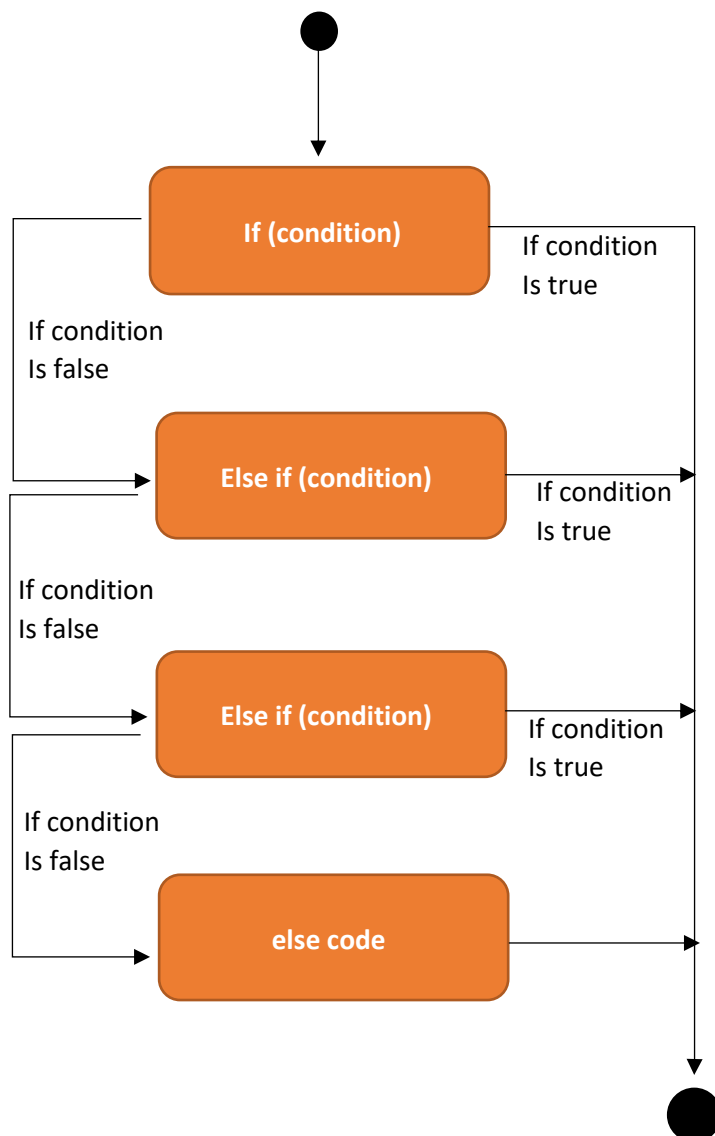 If (condition)
If condition
Is true
If condition
Is false
Else if (condition)
If condition
Is true
If condition
Is false
Else if (condition)
If condition
Is true
If condition
Is false
else code